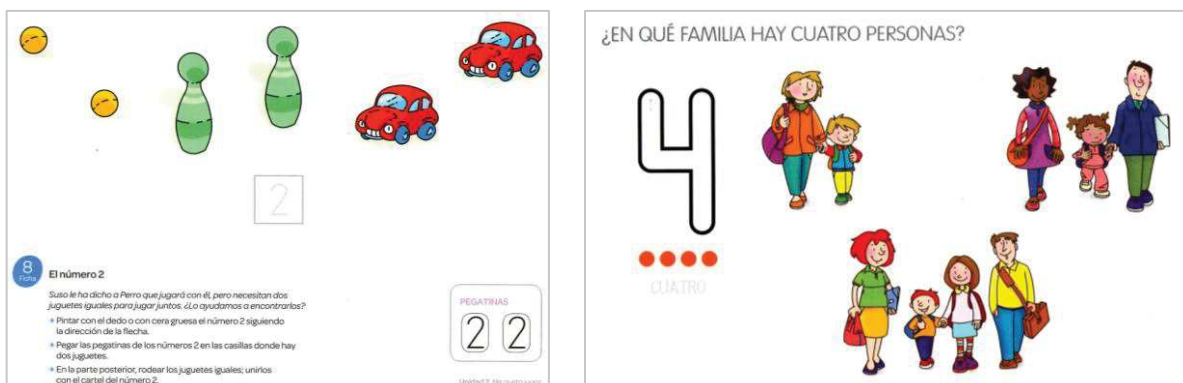 2
8
Ficha
El número 2
Suso le ha dicho a Perro que jugará con él, pero necesitan dos
juguetes iguales para jugar juntos. ¿Lo ayudamos a encontrarlos?
+ Pintar con el dedo o con cera gruesa el número 2 siguiendo
la dirección de la flecha.
+ Pegar las pegatinas de los números 2 en las casillas donde hay
dos juguetes.
+ En la parte posterior, rodear los juguetes iguales; unirlos
con el cartel del número 2.
PEGATINAS
2 2
¿EN QUÉ FAMILIA HAY CUATRO PERSONAS?
4
CUATRO